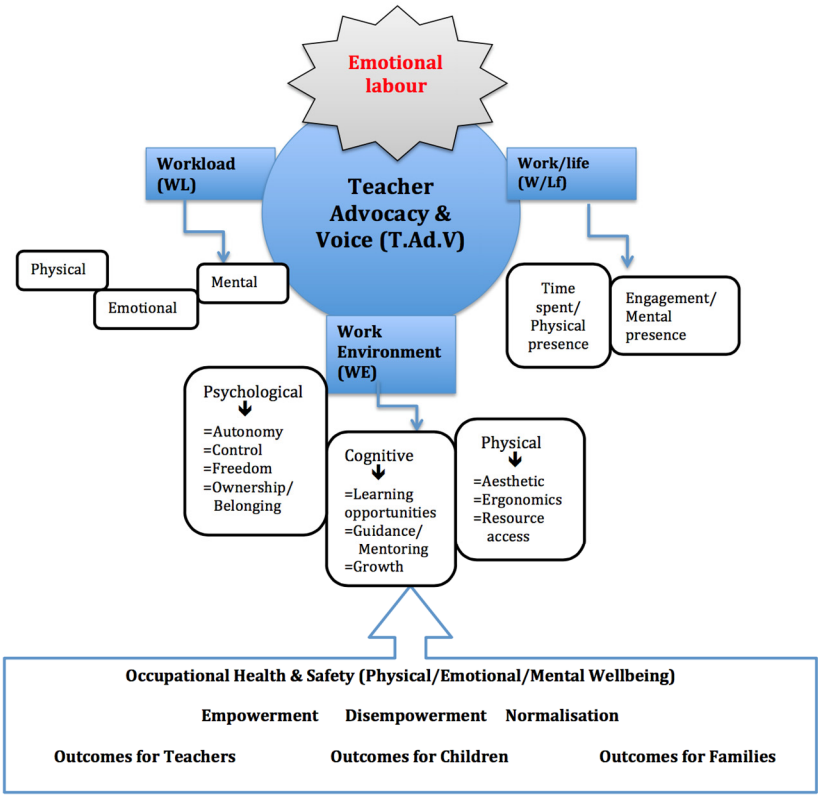 Emotional
labour
Workload
(WL)
Teacher
Advocacy &
Voice (T.Ad.V)
Work/life
(W/Lf)
Physical
Emotional
Mental
Time
spent/
Physical
presence
Engagement/
Mental
presence
Work
Environment
(WE)
Psychological
=Autonomy
=Control
=Freedom
=Ownership/
Belonging
Cognitive
=Learning
opportunities
=Guidance/
Mentoring
=Growth
Physical
=Aesthetic
=Ergonomics
=Resource
access
Occupational Health & Safety (Physical/Emotional/Mental Wellbeing)
Empowerment Disempowerment Normalisation
Outcomes for Teachers Outcomes for Children Outcomes for Families